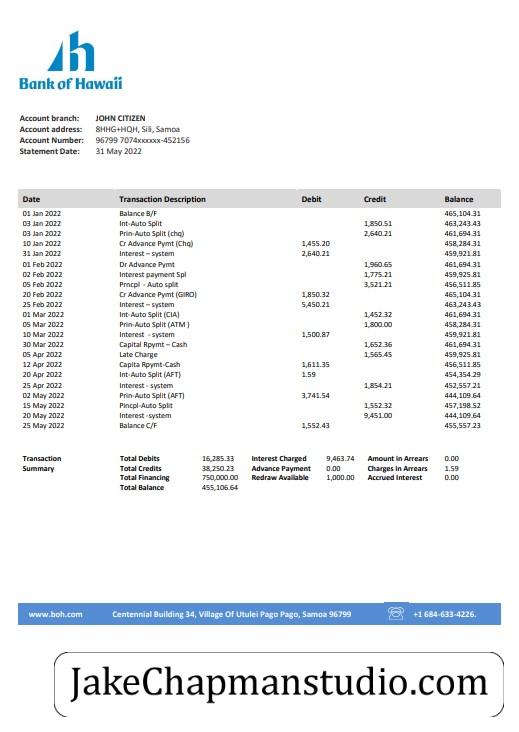 Bank of Hawaii
Account branch: JOHN CITIZEN
Account address: 8HHG+HQH, Sili, Samoa
Account Number: 96799 7074xxxxxx-452156
Statement Date: 31 May 2022
Date Transaction Description Debit Credit Balance
01 Jan 2022 Balance B/F 465,104.31
03 Jan 2022 Int-Auto Split 1,850.51 463,243.43
03 Jan 2022 Prin-Auto Split (chq) 2,640.21 461,694.31
10 Jan 2022 Cr Advance Pymt (Chq) 1,455.20 458,284.31
31 Jan 2022 Interest – system 2,640.21 459,921.81
01 Feb 2022 Dr Advance Pymt 1,960.65 461,694.31
02 Feb 2022 Interest payment Spl 1,775.21 459,925.81
05 Feb 2022 Prncpl - Auto split 3,521.21 456,511.85
20 Feb 2022 Cr Advance Pymt (GIRO) 1,850.32 465,104.31
25 Feb 2022 Interest – system 5,450.21 463,243.43
01 Mar 2022 Int-Auto Split (CIA) 1,452.32 461,694.31
05 Mar 2022 Prin-Auto Split (ATM ) 1,800.00 458,284.31
10 Mar 2022 Interest - system 1,500.87 459,921.81
30 Mar 2022 Capital Rpymt – Cash 1,652.36 461,694.31
05 Apr 2022 Late Charge 1,565.45 459,925.81
12 Apr 2022 Capita Rpymt-Cash 1,611.35 456,511.85
20 Apr 2022 Int-Auto Split (AFT) 1.59 454,354.29
25 Apr 2022 Interest - system 1,854.21 452,557.21
02 May 2022 Prin-Auto Split (AFT) 3,741.54 444,109.64
15 May 2022 Pincpl-Auto Split 1,552.32 457,198.52
20 May 2022 Interest -system 9,451.00 444,109.64
25 May 2022 Balance C/F 1,552.43 455,557.23
Transaction Total Debits 16,285.33 Interest Charged 9,463.74 Amount in Arrears 0.00
Summary Total Credits 38,250.23 Advance Payment 0.00 Charges in Arrears 1.59
Total Financing 750,000.00 Redraw Available 1,000.00 Accrued Interest 0.00
Total Balance 455,106.64
www.boh.com Centennial Building 34, Village Of Utulei Pago Pago, Samoa 96799 +1 684-633-4226.
JakeChapmanstudio.com